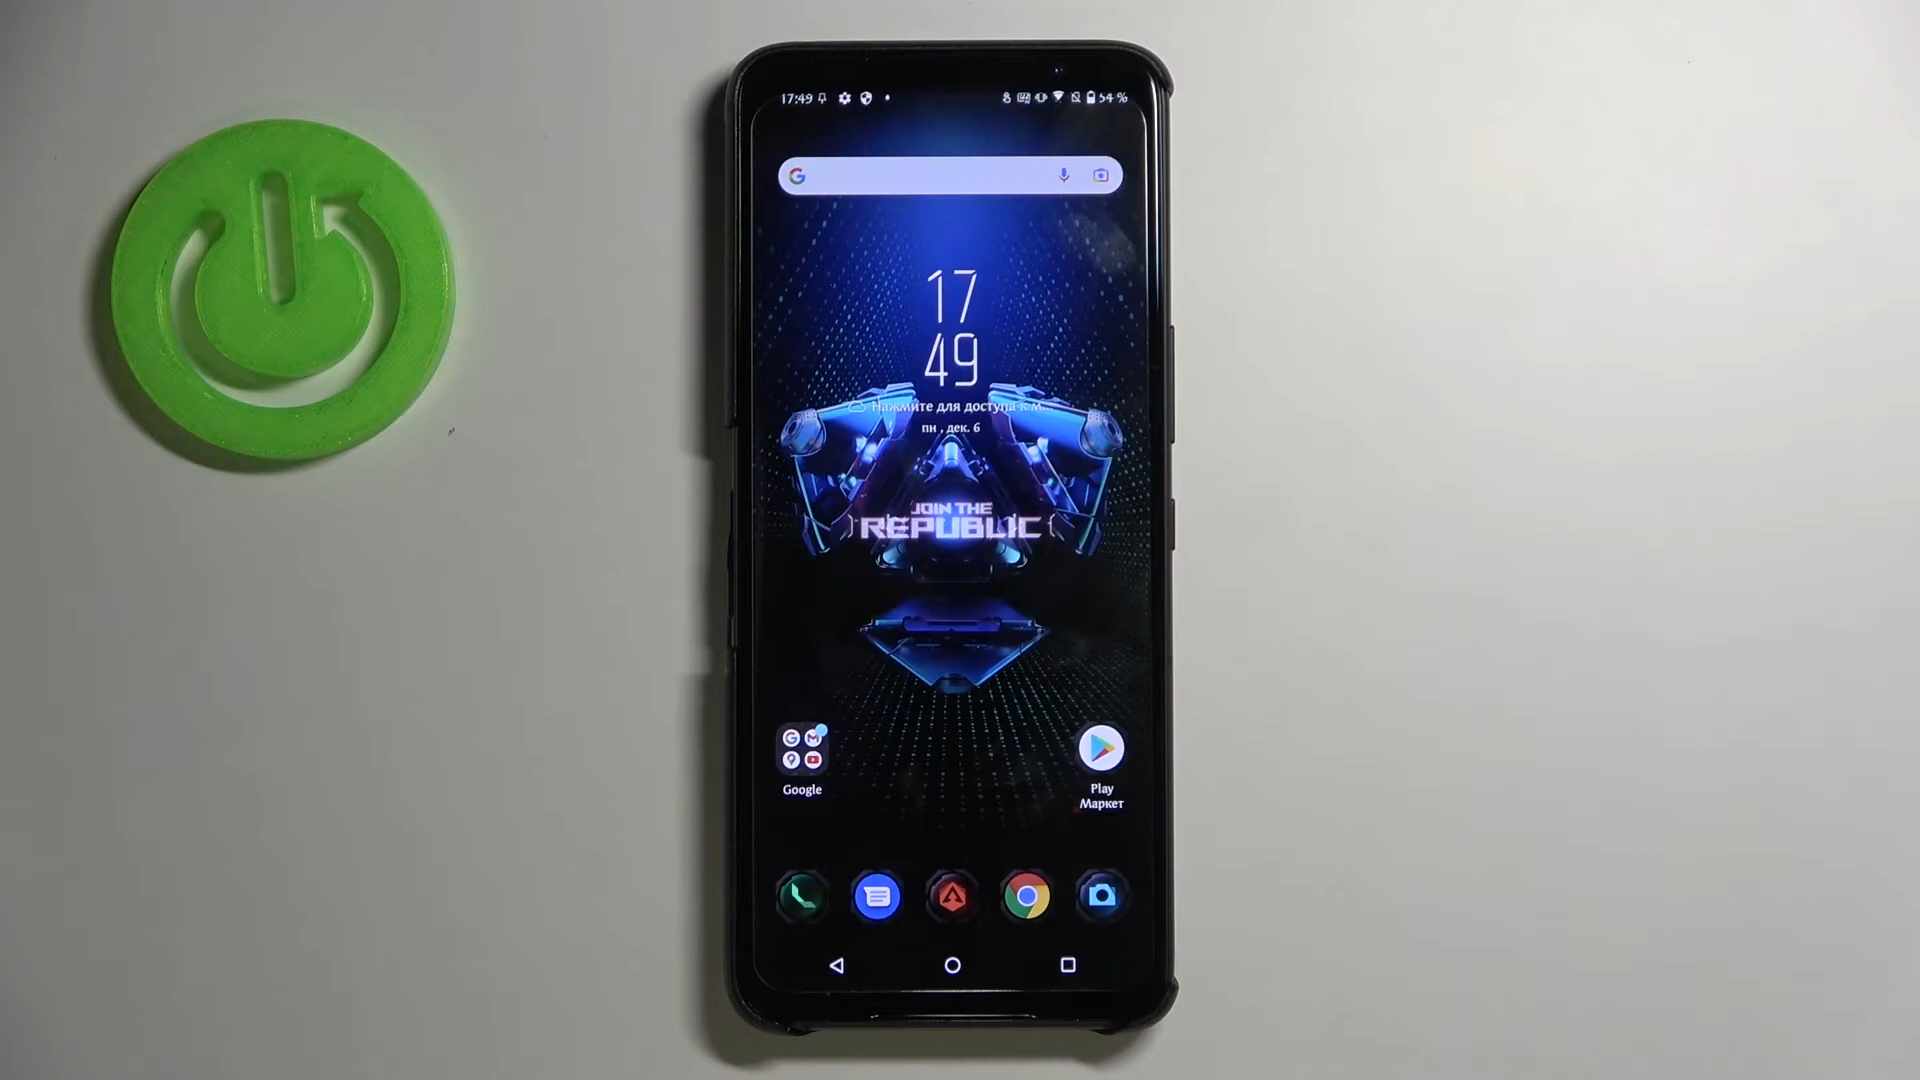 17:49
54 %
17
49
Нажмите для доступа к м...
пн , дек. 6
JOIN THE
REPUBLIC
Google
Play
Маркет